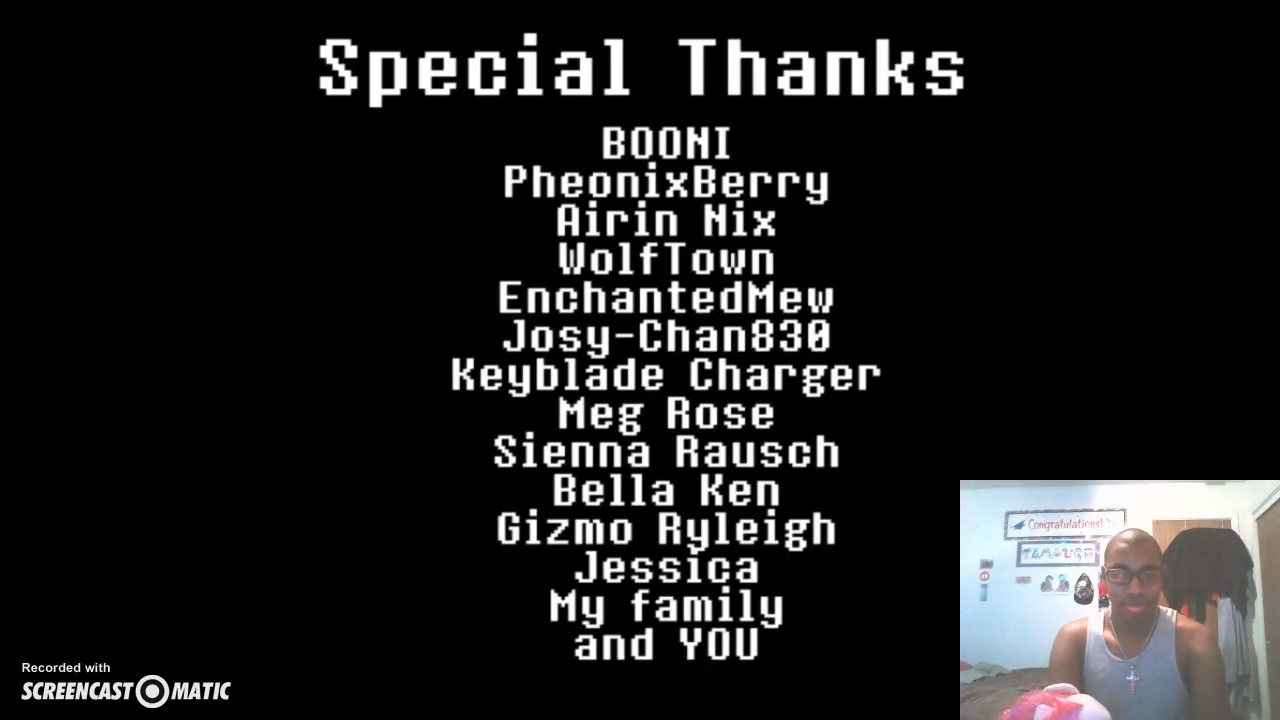 Special Thanks
BOONI
PheonixBerry
Airin Nix
WolfTown
EnchantedMew
Josy-Chan830
Keyblade Charger
Meg Rose
Sienna Rausch
Bella Ken
Gizmo Ryleigh
Jessica
My family
and YOU
Congratulations!
Recorded with
SCREENCAST MATIC